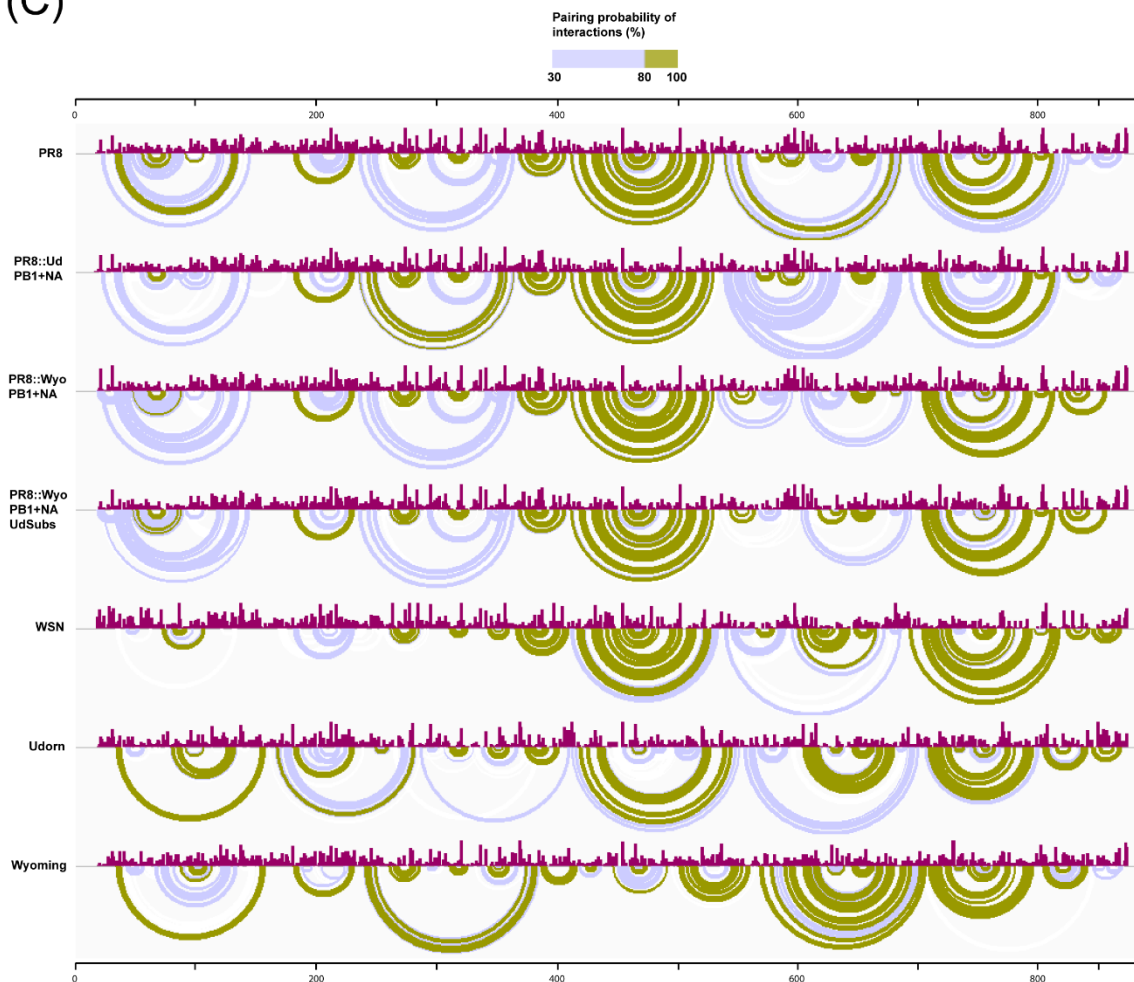 (C)
Pairing probability of
interactions (%)
30 80 100
0 200 400 600 800
PR8
PR8::Ud
PB1+NA
PR8::Wyo
PB1+NA
PR8::Wyo
PB1+NA
UdSubs
WSN
Udorn
Wyoming
0 200 400 600 800